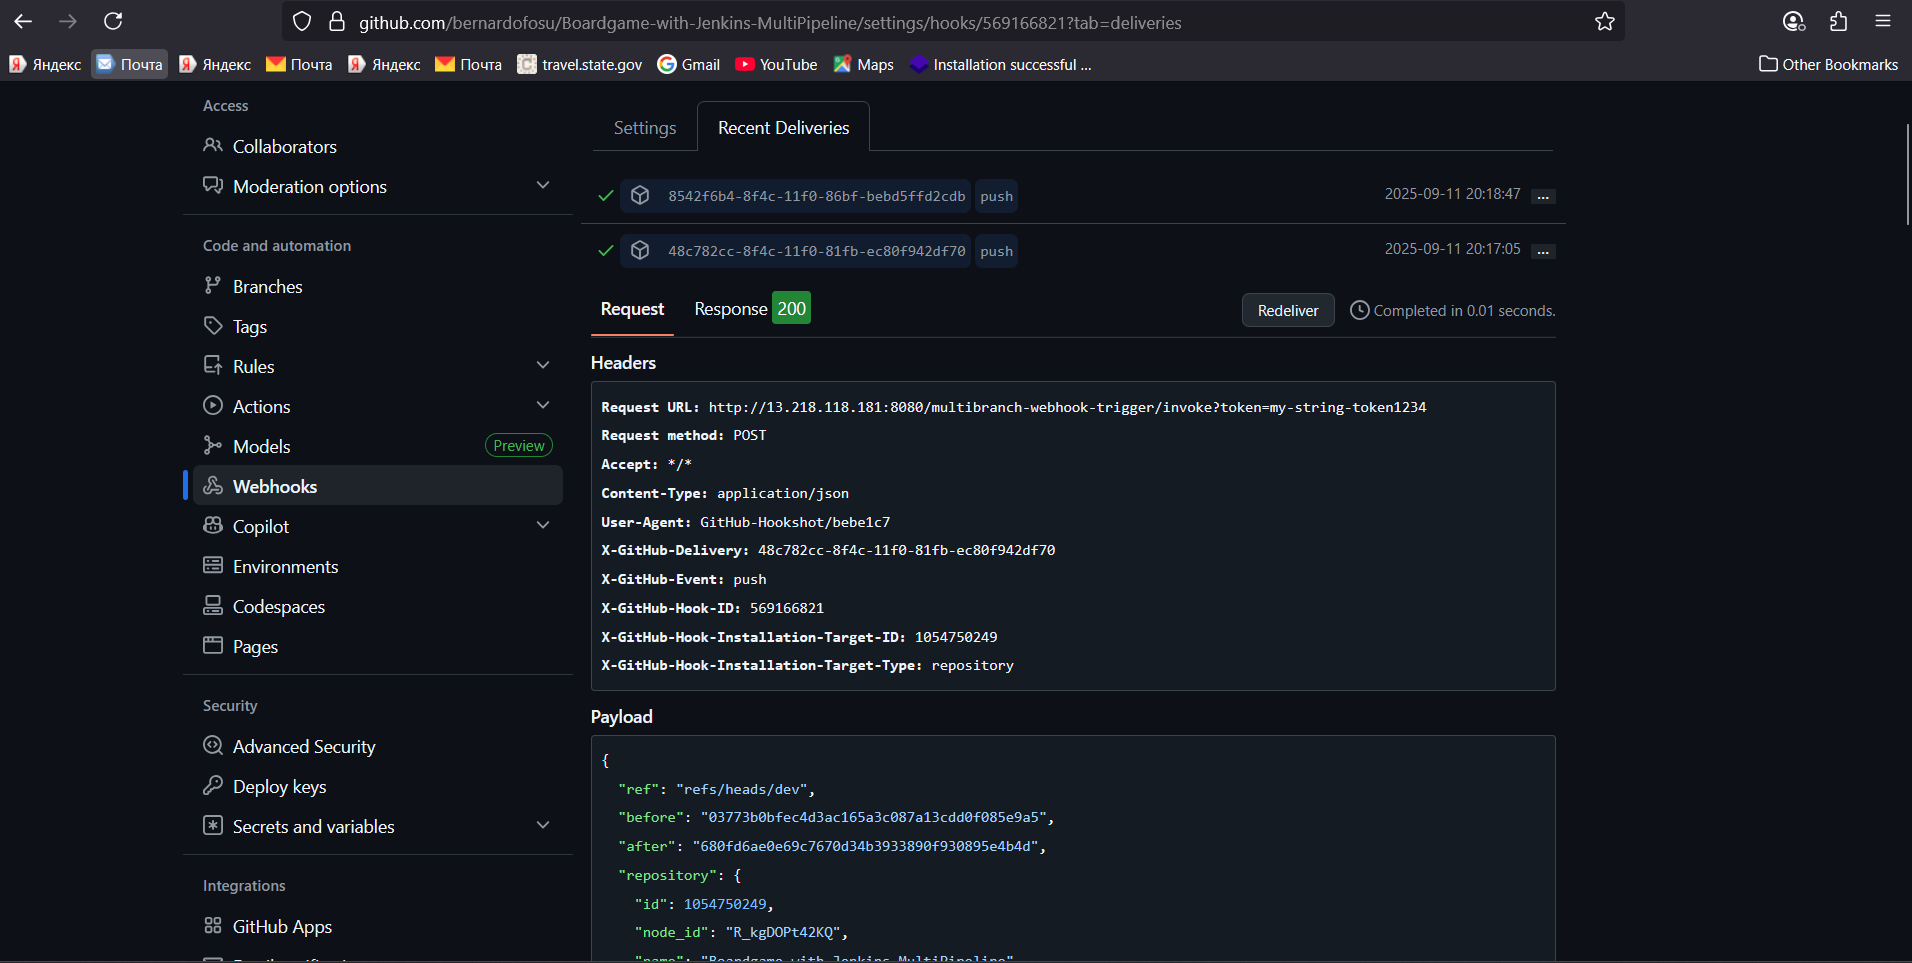 github.com/bernardofosu/Boardgame-with-Jenkins-MultiPipeline/settings/hooks/569166821?tab=deliveries
Яндекс Почта Яндекс Почта Яндекс Почта travel.state.gov Gmail YouTube Maps Installation successful ... Other Bookmarks
Access
Collaborators
Moderation options
Code and automation
Branches
Tags
Rules
Actions
Models Preview
Webhooks
Copilot
Environments
Codespaces
Pages
Security
Advanced Security
Deploy keys
Secrets and variables
Integrations
GitHub Apps
Settings Recent Deliveries
8542f6b4-8f4c-11f0-86bf-bebd5ffd2cdb push 2025-09-11 20:18:47 ...
48c782cc-8f4c-11f0-81fb-ec80f942df70 push 2025-09-11 20:17:05 ...
Request Response 200 Redeliver Completed in 0.01 seconds.
Headers
Request URL: http://13.218.118.181:8080/multibranch-webhook-trigger/invoke?token=my-string-token1234
Request method: POST
Accept: */*
Content-Type: application/json
User-Agent: GitHub-Hookshot/bebe1c7
X-GitHub-Delivery: 48c782cc-8f4c-11f0-81fb-ec80f942df70
X-GitHub-Event: push
X-GitHub-Hook-ID: 569166821
X-GitHub-Hook-Installation-Target-ID: 1054750249
X-GitHub-Hook-Installation-Target-Type: repository
Payload
{
"ref": "refs/heads/dev",
"before": "03773b0bfec4d3ac165a3c087a13cdd0f085e9a5",
"after": "680fd6ae0e69c7670d34b3933890f930895e4b4d",
"repository": {
"id": 1054750249,
"node_id": "R_kgDOPt42KQ",
"name": "Boardgame-with-Jenkins-MultiPipeline"